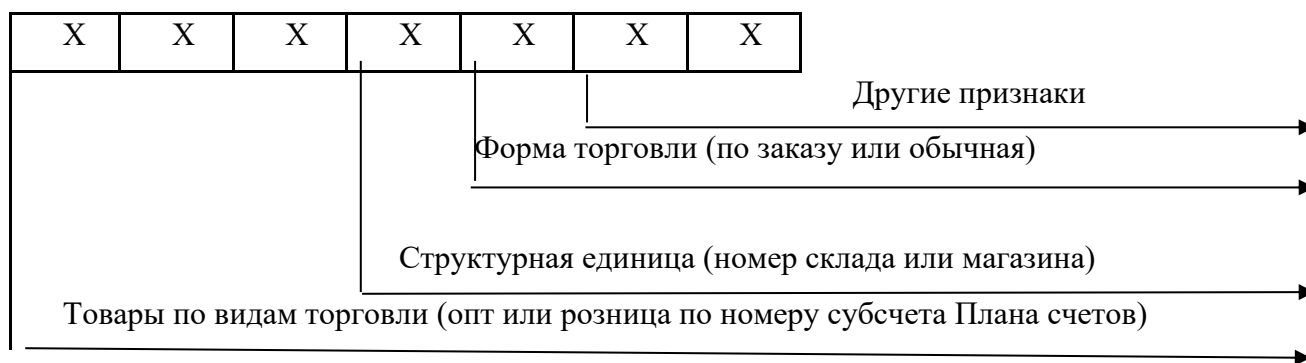 Х Х Х Х Х Х Х
Другие признаки
Форма торговли (по заказу или обычная)
Структурная единица (номер склада или магазина)
Товары по видам торговли (опт или розница по номеру субсчета Плана счетов)